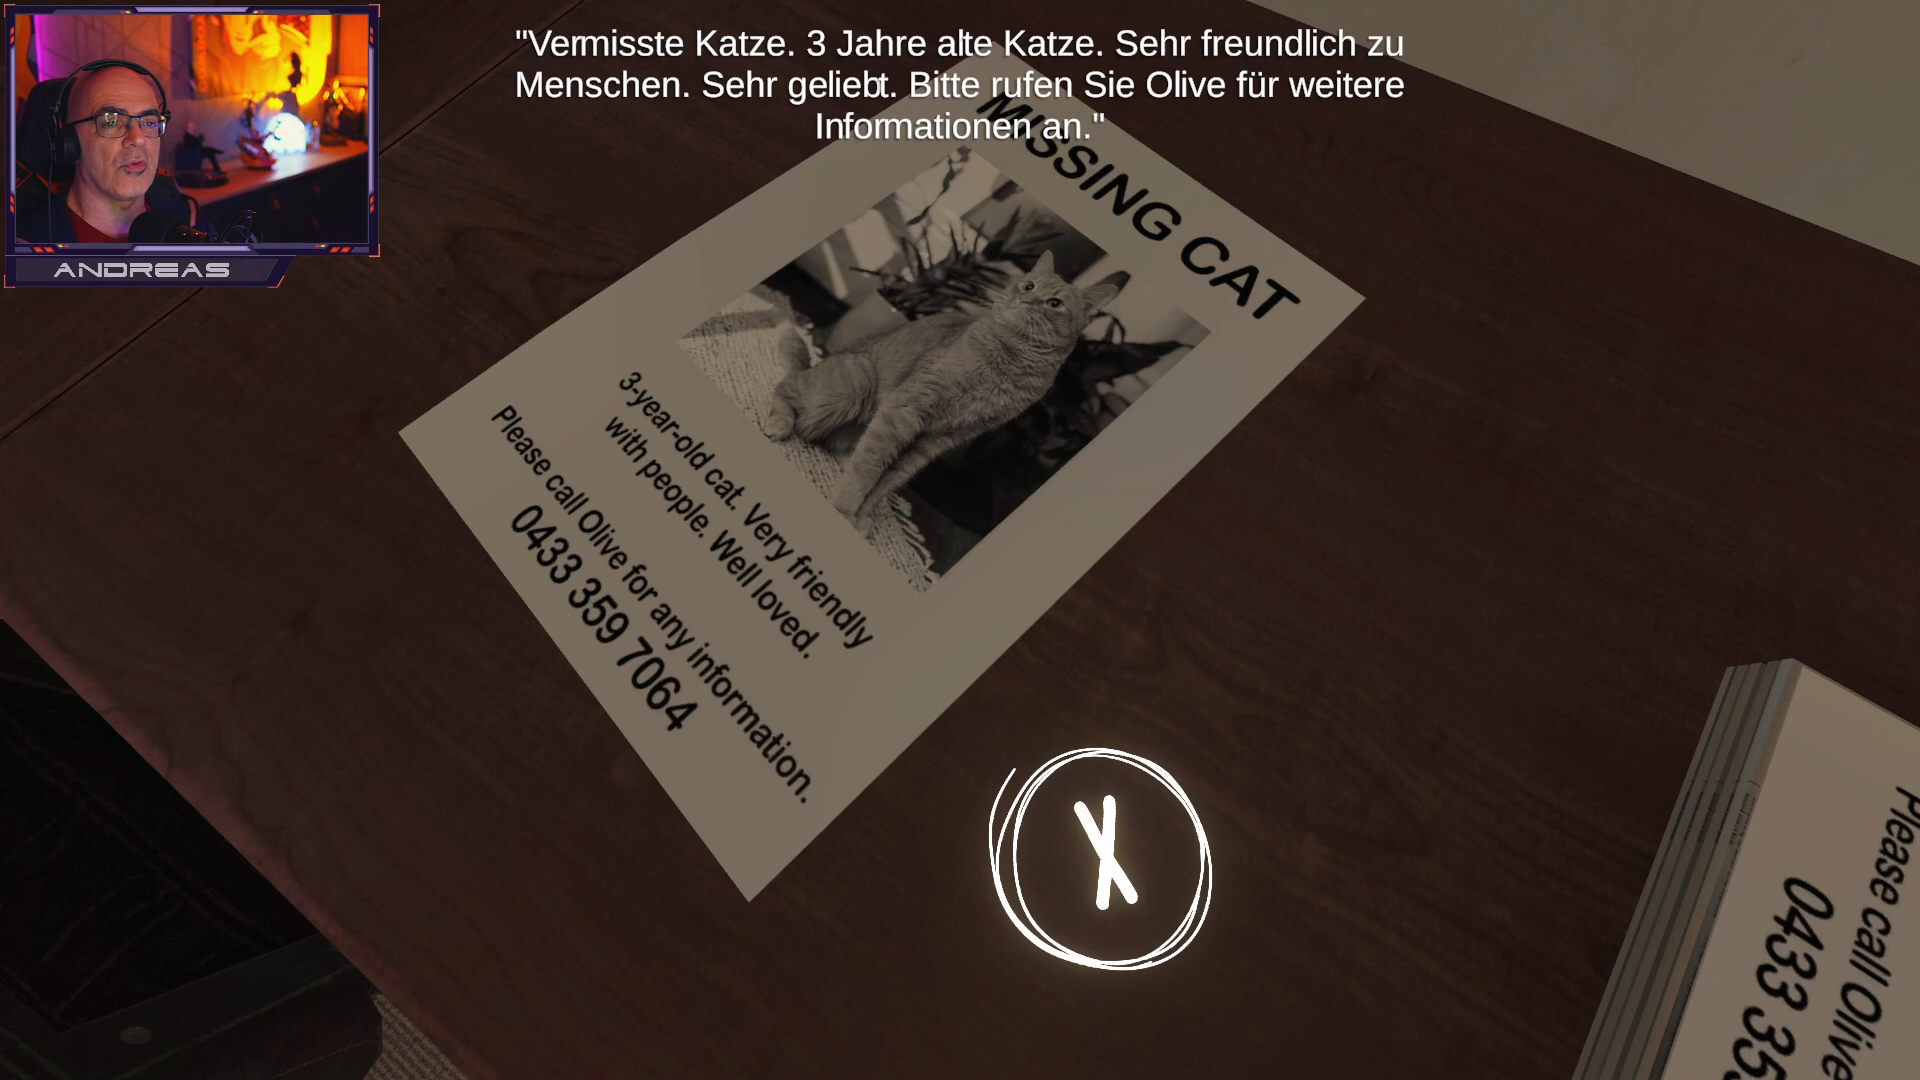 "Vermisste Katze. 3 Jahre alte Katze. Sehr freundlich zu
Menschen. Sehr geliebt. Bitte rufen Sie Olive für weitere
Informationen an."
ANDREAS
MISSING CAT
3-year-old cat. Very friendly
with people. Well loved.
Please call Olive for any information.
0433 359 7064
X
Please call Olive
0433 35